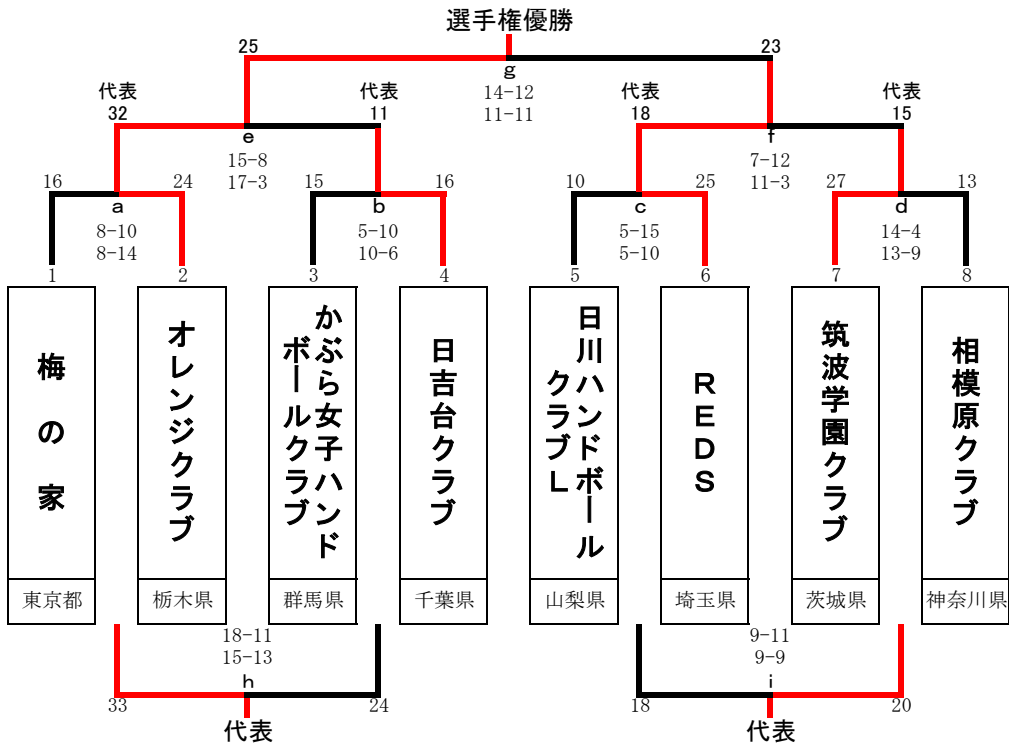 選手権優勝
25 23
g
14-12
11-11
代表 代表 代表 代表
32 11 18 15
e f
15-8 7-12
17-3 11-3
16 24 15 16 10 25 27 13
a b c d
8-10 5-10 5-15 14-4
8-14 10-6 5-10 13-9
1 2 3 4 5 6 7 8
梅の家
オレンジクラブ
かぶら女子ハンド
ボールクラブ
日吉台クラブ
日川ハンドボール
クラブL
REDS
筑波学園クラブ
相模原クラブ
東京都 栃木県 群馬県 千葉県 山梨県 埼玉県 茨城県 神奈川県
18-11 9-11
15-13 9-9
h i
33 24 18 20
代表 代表